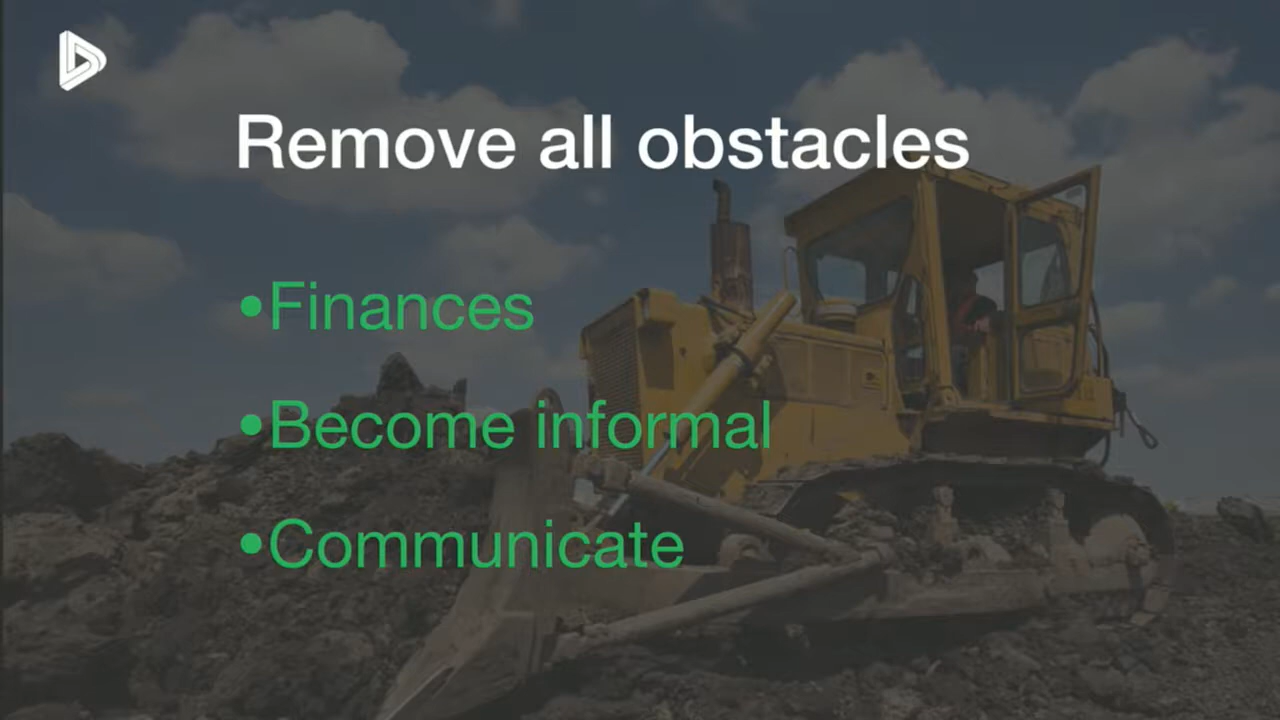 Remove all obstacles
•Finances
•Become informal
•Communicate